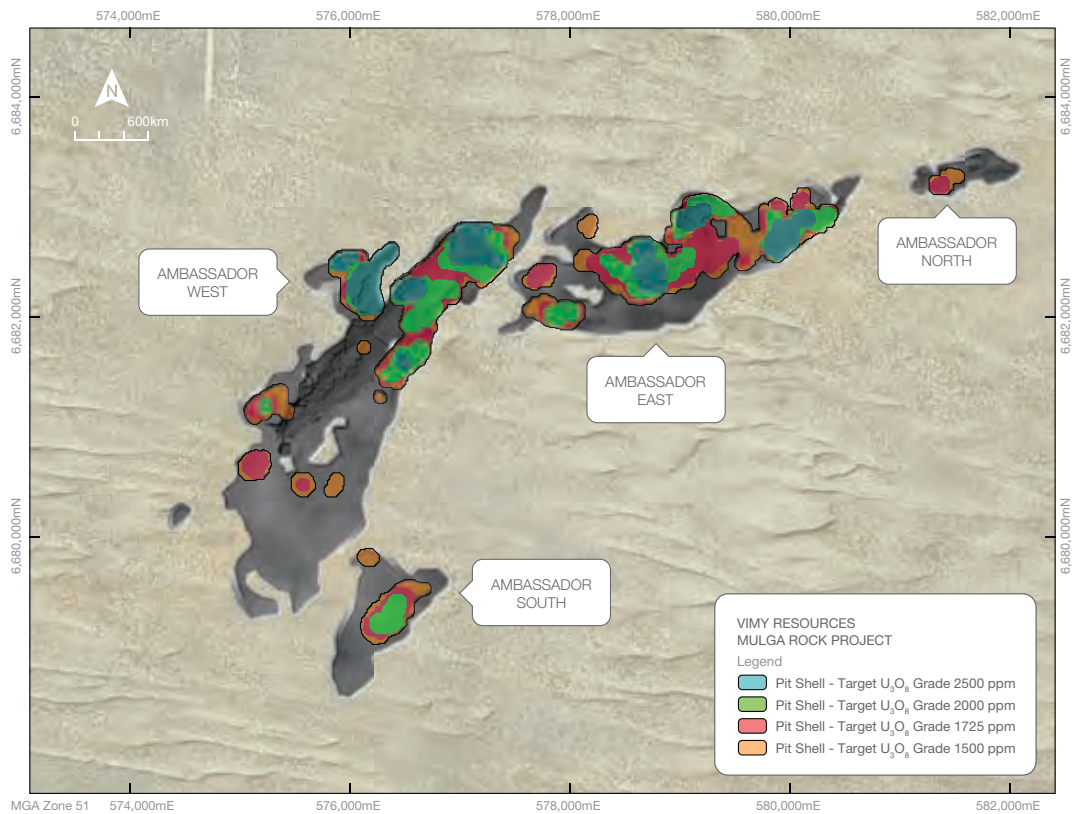 574,000mE 576,000mE 578,000mE 580,000mE 582,000mE
6,684,000mN
6,684,000mN
N
0 600km
AMBASSADOR
NORTH
AMBASSADOR
WEST
6,682,000mN
6,682,000mN
AMBASSADOR
EAST
6,680,000mN
6,680,000mN
AMBASSADOR
SOUTH
VIMY RESOURCES
MULGA ROCK PROJECT
Legend
Pit Shell - Target U₃O₈ Grade 2500 ppm
Pit Shell - Target U₃O₈ Grade 2000 ppm
Pit Shell - Target U₃O₈ Grade 1725 ppm
Pit Shell - Target U₃O₈ Grade 1500 ppm
MGA Zone 51 574,000mE 576,000mE 578,000mE 580,000mE 582,000mE